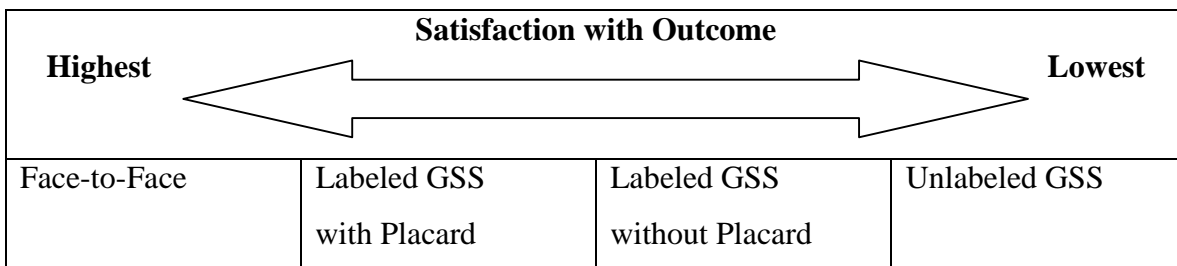 Satisfaction with Outcome
Highest
Lowest
Face-to-Face
Labeled GSS
with Placard
Labeled GSS
without Placard
Unlabeled GSS